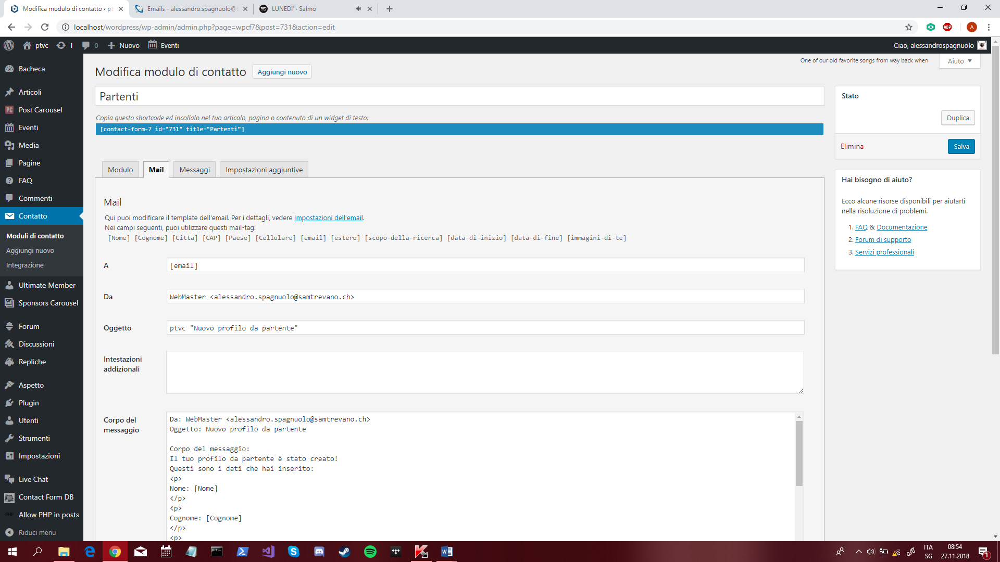 Modifica modulo di contatto ‹ pt
Emails - alessandro.spagnuolo@s
LUNEDI' · Salmo
localhost/wordpress/wp-admin/admin.php?page=wpcf7&post=731&action=edit
ABP
A
ptvc
1
0
Nuovo
Eventi
Ciao, alessandrospagnuolo
Bacheca
Articoli
PC Post Carousel
Eventi
Media
Pagine
FAQ
Commenti
Contatto
Moduli di contatto
Aggiungi nuovo
Integrazione
Ultimate Member
Sponsors Carousel
Forum
Discussioni
Repliche
Aspetto
Plugin
Utenti
Strumenti
Impostazioni
Live Chat
Contact Form DB
PHP Allow PHP in posts
Riduci menu
One of our old favorite songs from way back when
Aiuto
Modifica modulo di contatto
Aggiungi nuovo
Partenti
Copia questo shortcode ed incollalo nel tuo articolo, pagina o contenuto di un widget di testo:
[contact-form-7 id="731" title="Partenti"]
Modulo
Mail
Messaggi
Impostazioni aggiuntive
Mail
Qui puoi modificare il template dell'email. Per i dettagli, vedere Impostazioni dell'email.
Nei campi seguenti, puoi utilizzare questi mail-tag:
[Nome] [Cognome] [Citta] [CAP] [Paese] [Cellulare] [email] [estero] [scopo-della-ricerca] [data-di-inizio] [data-di-fine] [immagini-di-te]
A
[email]
Da
WebMaster <alessandro.spagnuolo@samtrevano.ch>
Oggetto
ptvc "Nuovo profilo da partente"
Intestazioni
addizionali
Corpo del
messaggio
Da: WebMaster <alessandro.spagnuolo@samtrevano.ch>
Oggetto: Nuovo profilo da partente
Corpo del messaggio:
Il tuo profilo da partente è stato creato!
Questi sono i dati che hai inserito:
<p>
Nome: [Nome]
</p>
<p>
Cognome: [Cognome]
</p>
<p>
Stato
Duplica
Elimina
Salva
Hai bisogno di aiuto?
Ecco alcune risorse disponibili per aiutarti
nella risoluzione di problemi.
1. FAQ & Documentazione
2. Forum di supporto
3. Servizi professionali
ITA
SG
08:54
27.11.2018
1